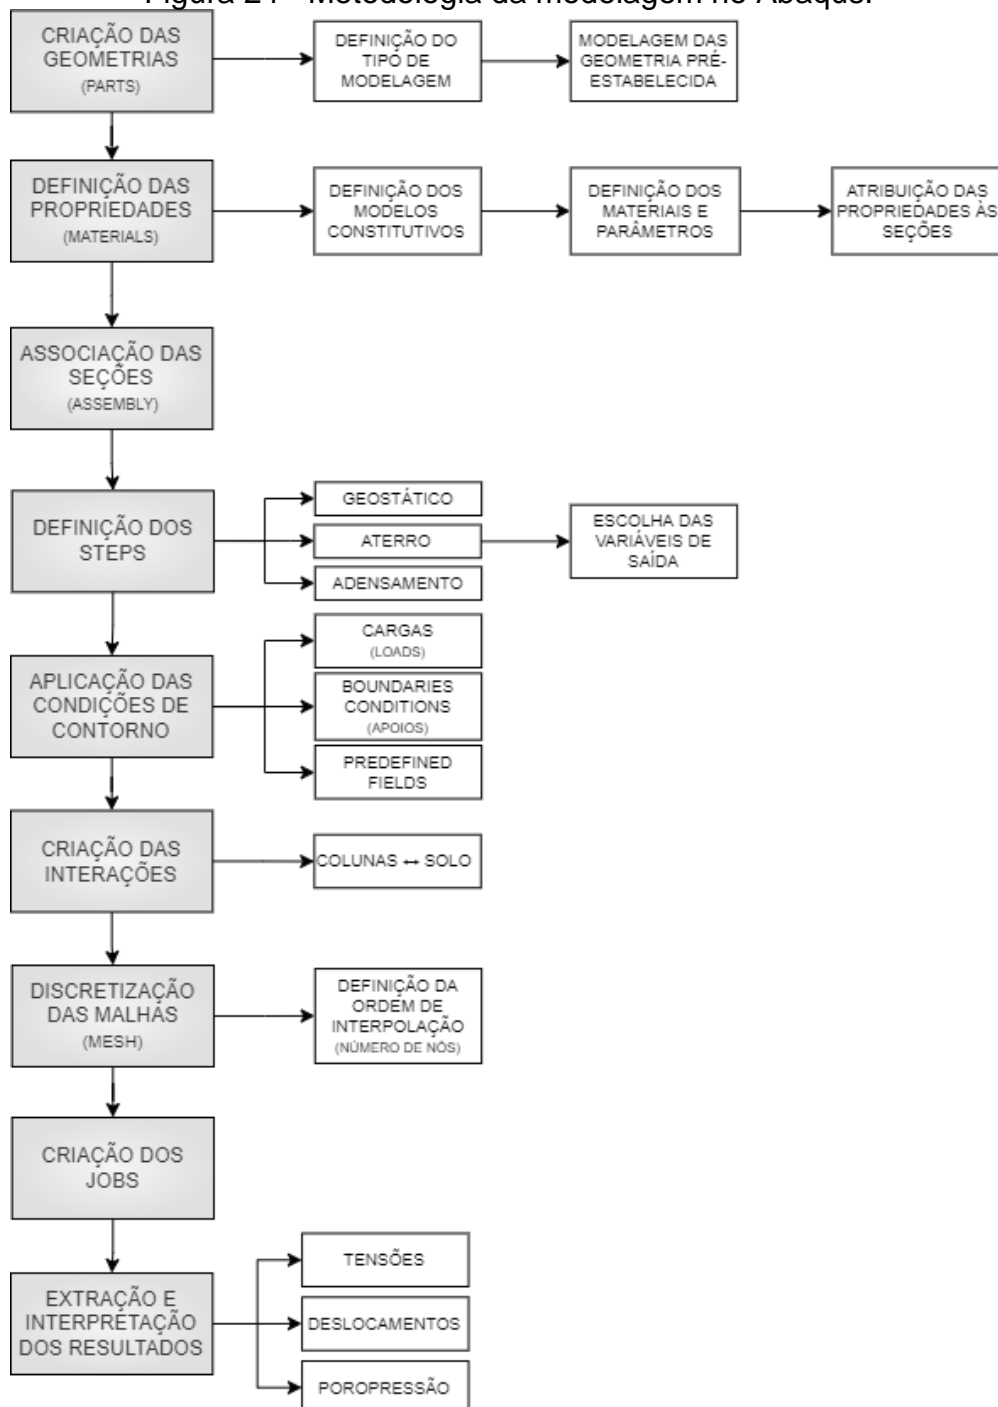 Figura 24 - Metodologia da modelagem no Abaqus.
CRIAÇÃO DAS
GEOMETRIAS
(PARTS)
DEFINIÇÃO DO
TIPO DE
MODELAGEM
MODELAGEM DAS
GEOMETRIA PRÉ-
ESTABELECIDA
DEFINIÇÃO DAS
PROPRIEDADES
(MATERIALS)
DEFINIÇÃO DOS
MODELOS
CONSTITUTIVOS
DEFINIÇÃO DOS
MATERIAIS E
PARÂMETROS
ATRIBUIÇÃO DAS
PROPRIEDADES ÀS
SEÇÕES
ASSOCIAÇÃO DAS
SEÇÕES
(ASSEMBLY)
DEFINIÇÃO DOS
STEPS
GEOSTÁTICO
ATERRO
ADENSAMENTO
ESCOLHA DAS
VARIÁVEIS DE
SAÍDA
APLICAÇÃO DAS
CONDIÇÕES DE
CONTORNO
CARGAS
(LOADS)
BOUNDARIES
CONDITIONS
(APOIOS)
PREDEFINED
FIELDS
CRIAÇÃO DAS
INTERAÇÕES
COLUNAS ↔ SOLO
DISCRETIZAÇÃO
DAS MALHAS
(MESH)
DEFINIÇÃO DA
ORDEM DE
INTERPOLAÇÃO
(NÚMERO DE NÓS)
CRIAÇÃO DOS
JOBS
EXTRAÇÃO E
INTERPRETAÇÃO
DOS RESULTADOS
TENSÕES
DESLOCAMENTOS
POROPRESSÃO